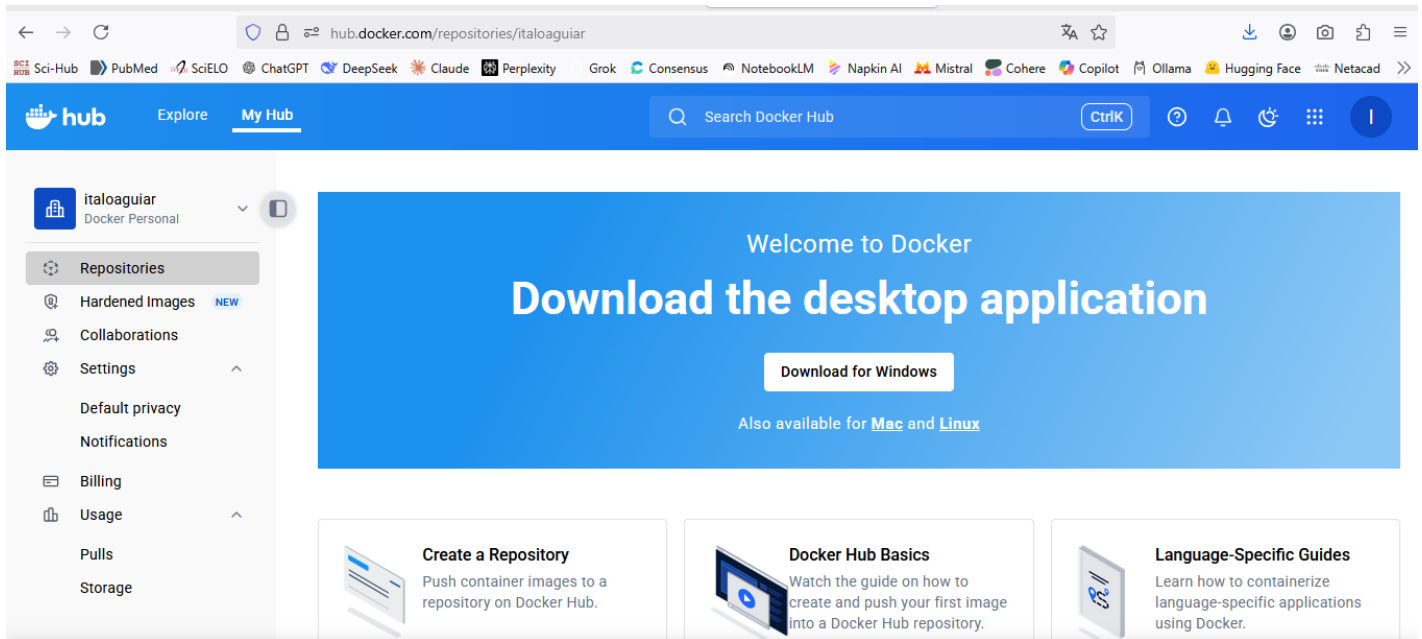 hub.docker.com/repositories/italoaguiar
SCI HUB Sci-Hub PubMed SciELO ChatGPT DeepSeek Claude Perplexity Grok Consensus NotebookLM Napkin AI Mistral Cohere Copilot Ollama Hugging Face Netacad
hub Explore My Hub Search Docker Hub CtrlK I
italoaguiar
Docker Personal
Repositories
Hardened Images NEW
Collaborations
Settings
Default privacy
Notifications
Billing
Usage
Pulls
Storage
Welcome to Docker
Download the desktop application
Download for Windows
Also available for Mac and Linux
Create a Repository
Push container images to a
repository on Docker Hub.
Docker Hub Basics
Watch the guide on how to
create and push your first image
into a Docker Hub repository.
Language-Specific Guides
Learn how to containerize
language-specific applications
using Docker.